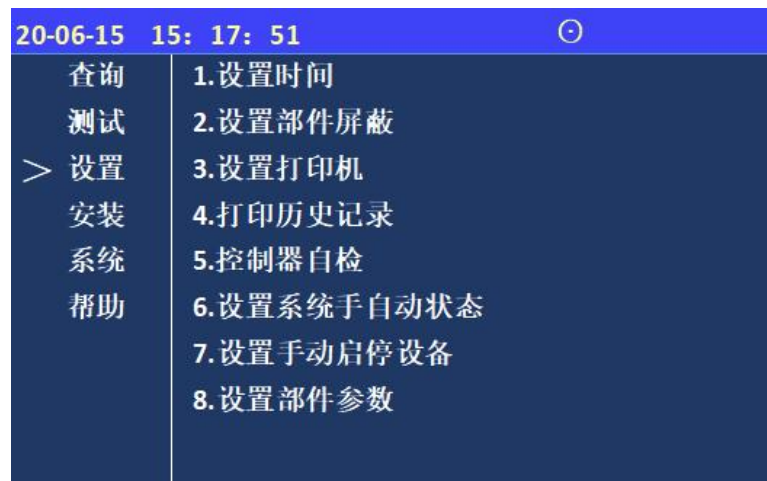 20-06-15 15: 17: 51
查询
测试
> 设置
安装
系统
帮助
1.设置时间
2.设置部件屏蔽
3.设置打印机
4.打印历史记录
5.控制器自检
6.设置系统手自动状态
7.设置手动启停设备
8.设置部件参数